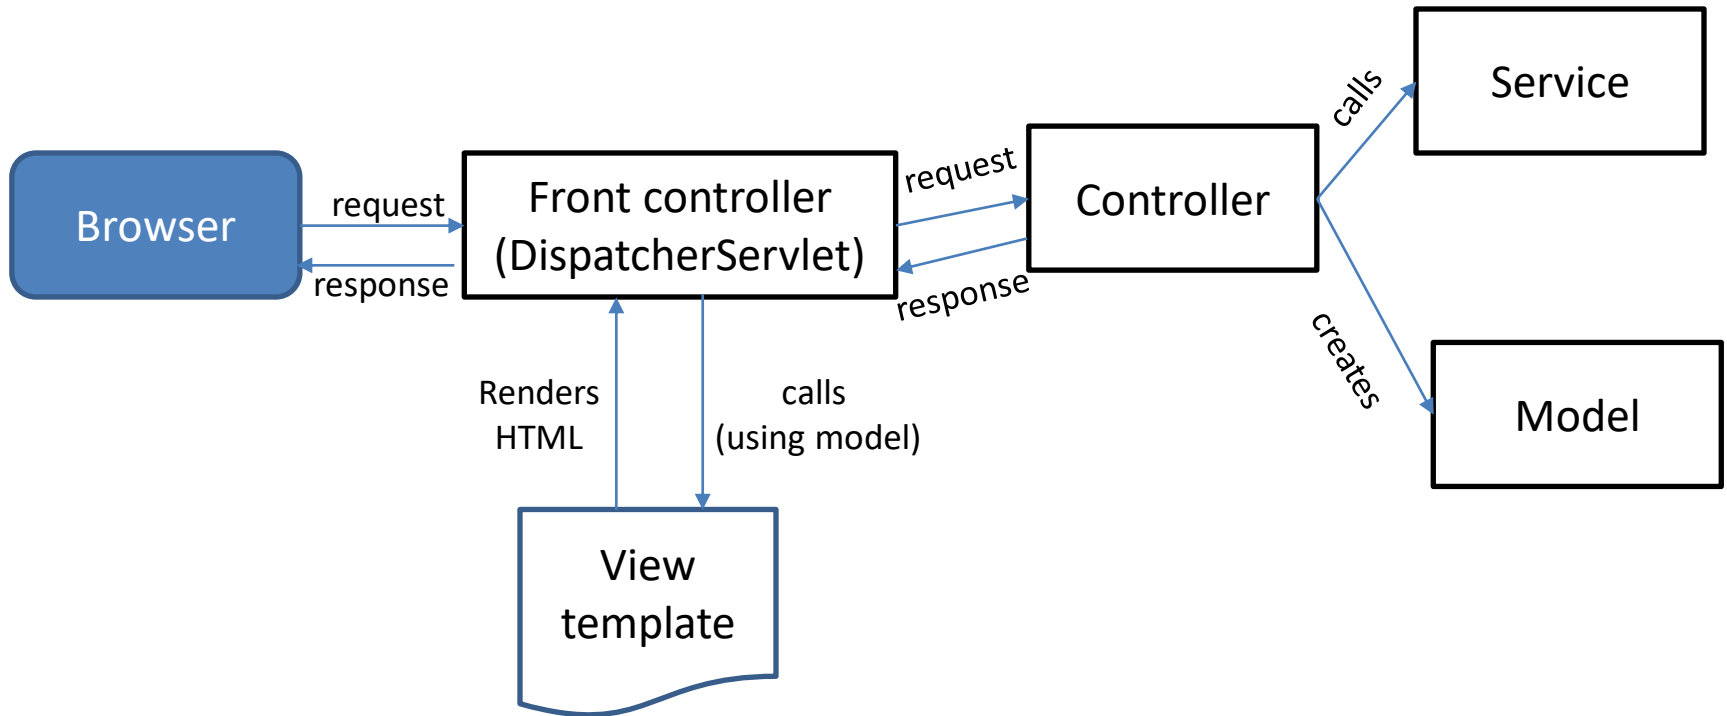 Browser
request
response
Front controller
(DispatcherServlet)
request
response
Controller
calls
Service
creates
Model
Renders
HTML
calls
(using model)
View
template